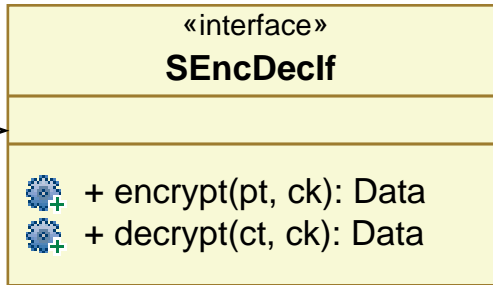 «interface»
SEncDecIf
+ encrypt(pt, ck): Data
+ decrypt(ct, ck): Data